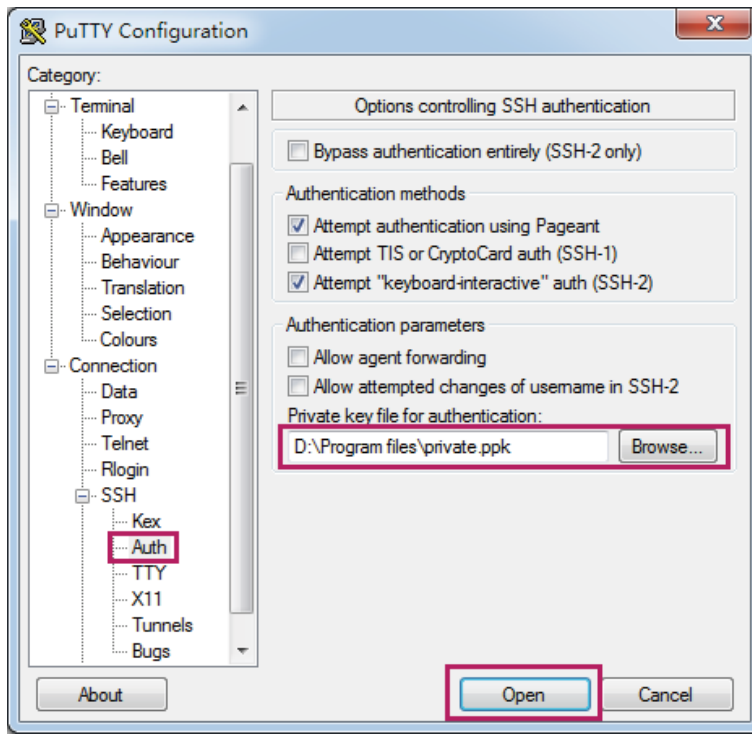 PuTTY Configuration
Category:
Terminal
Keyboard
Bell
Features
Window
Appearance
Behaviour
Translation
Selection
Colours
Connection
Data
Proxy
Telnet
Rlogin
SSH
Kex
Auth
TTY
X11
Tunnels
Bugs
Options controlling SSH authentication
Bypass authentication entirely (SSH-2 only)
Authentication methods
Attempt authentication using Pageant
Attempt TIS or CryptoCard auth (SSH-1)
Attempt "keyboard-interactive" auth (SSH-2)
Authentication parameters
Allow agent forwarding
Allow attempted changes of username in SSH-2
Private key file for authentication:
D:\Program files\private.ppk
Browse...
About
Open
Cancel